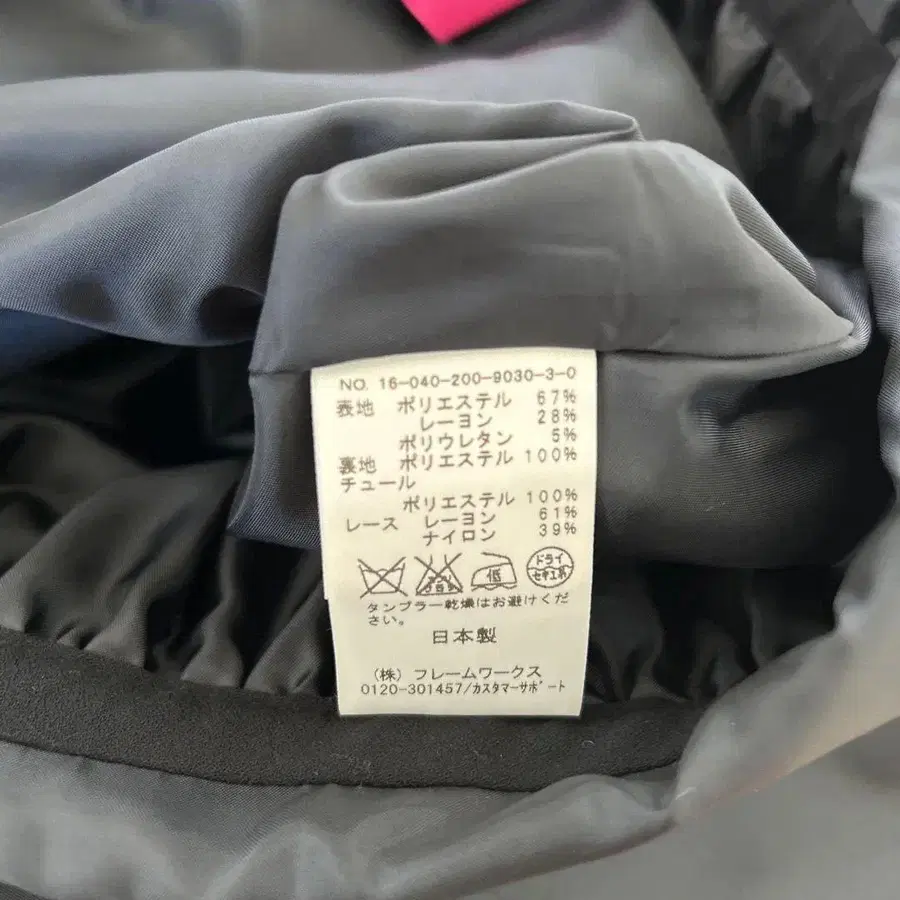 NO. 16-040-200-9030-3-0
表地 ポリエステル 67%
レーヨン 28%
ポリウレタン 5%
裏地 ポリエステル 100%
チュール
ポリエステル 100%
レース レーヨン 61%
ナイロン 39%
低 ドライ
セキユ系
タンブラー乾燥はお避けくだ
さい。
日本製
(株) フレームワークス
0120-301457/カスタマーサポート